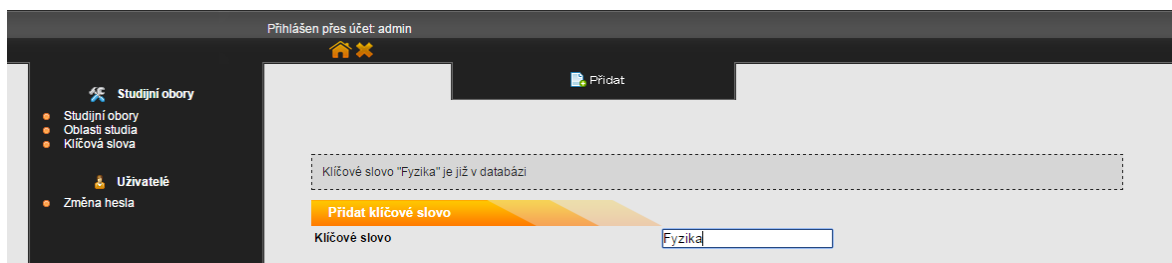 Přihlášen přes účet: admin
Přidat
Studijní obory
Studijní obory
Oblasti studia
Klíčová slova
Uživatelé
Změna hesla
Klíčové slovo "Fyzika" je již v databázi
Přidat klíčové slovo
Klíčové slovo Fyzika